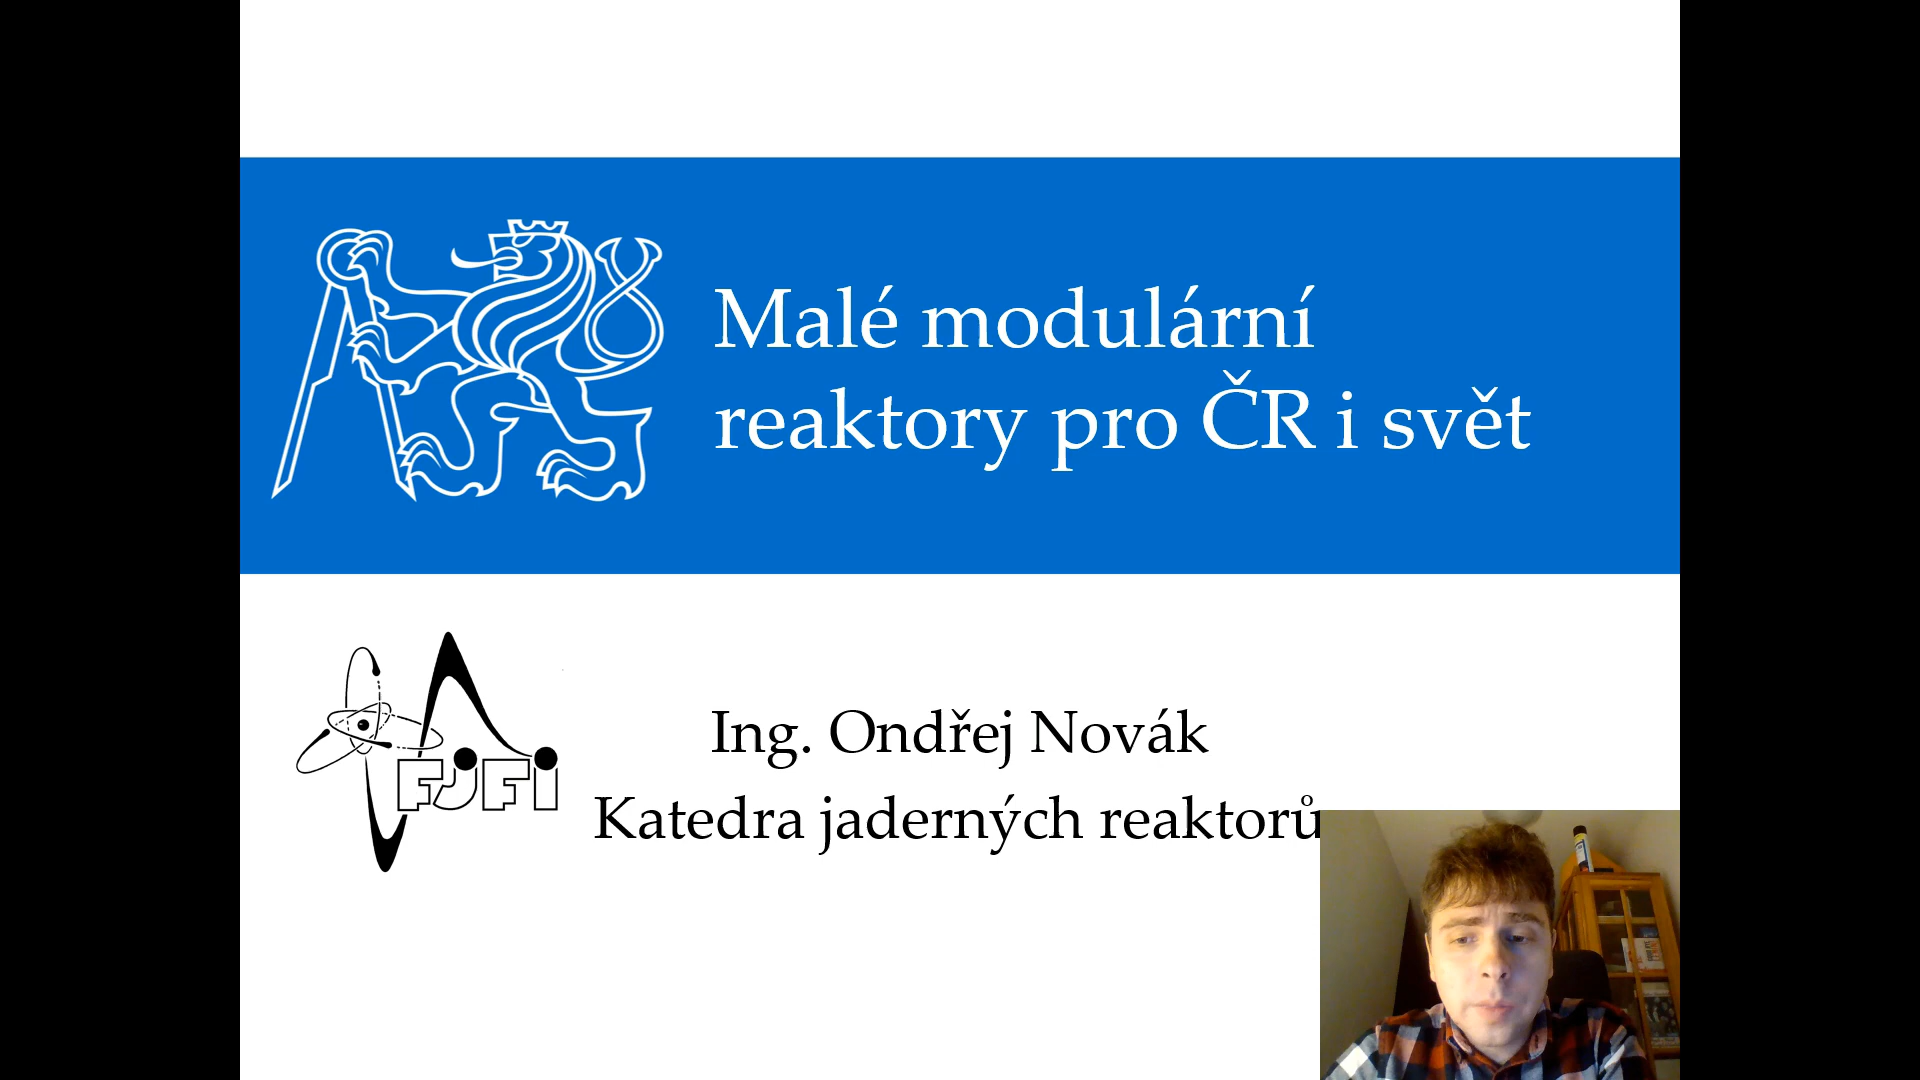 Malé modulární
reaktory pro ČR i svět
Ing. Ondřej Novák
FJFI
Katedra jaderných reaktorů